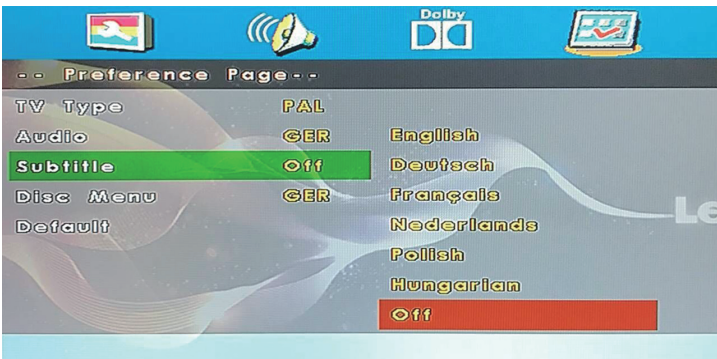 Dolby
-- Preference Page--
TV Type PAL
Audio GER English
Subtitle Off Deutsch
Disc Menu GER Français
Default Nederlands
Polish
Hungarian
Off
Le